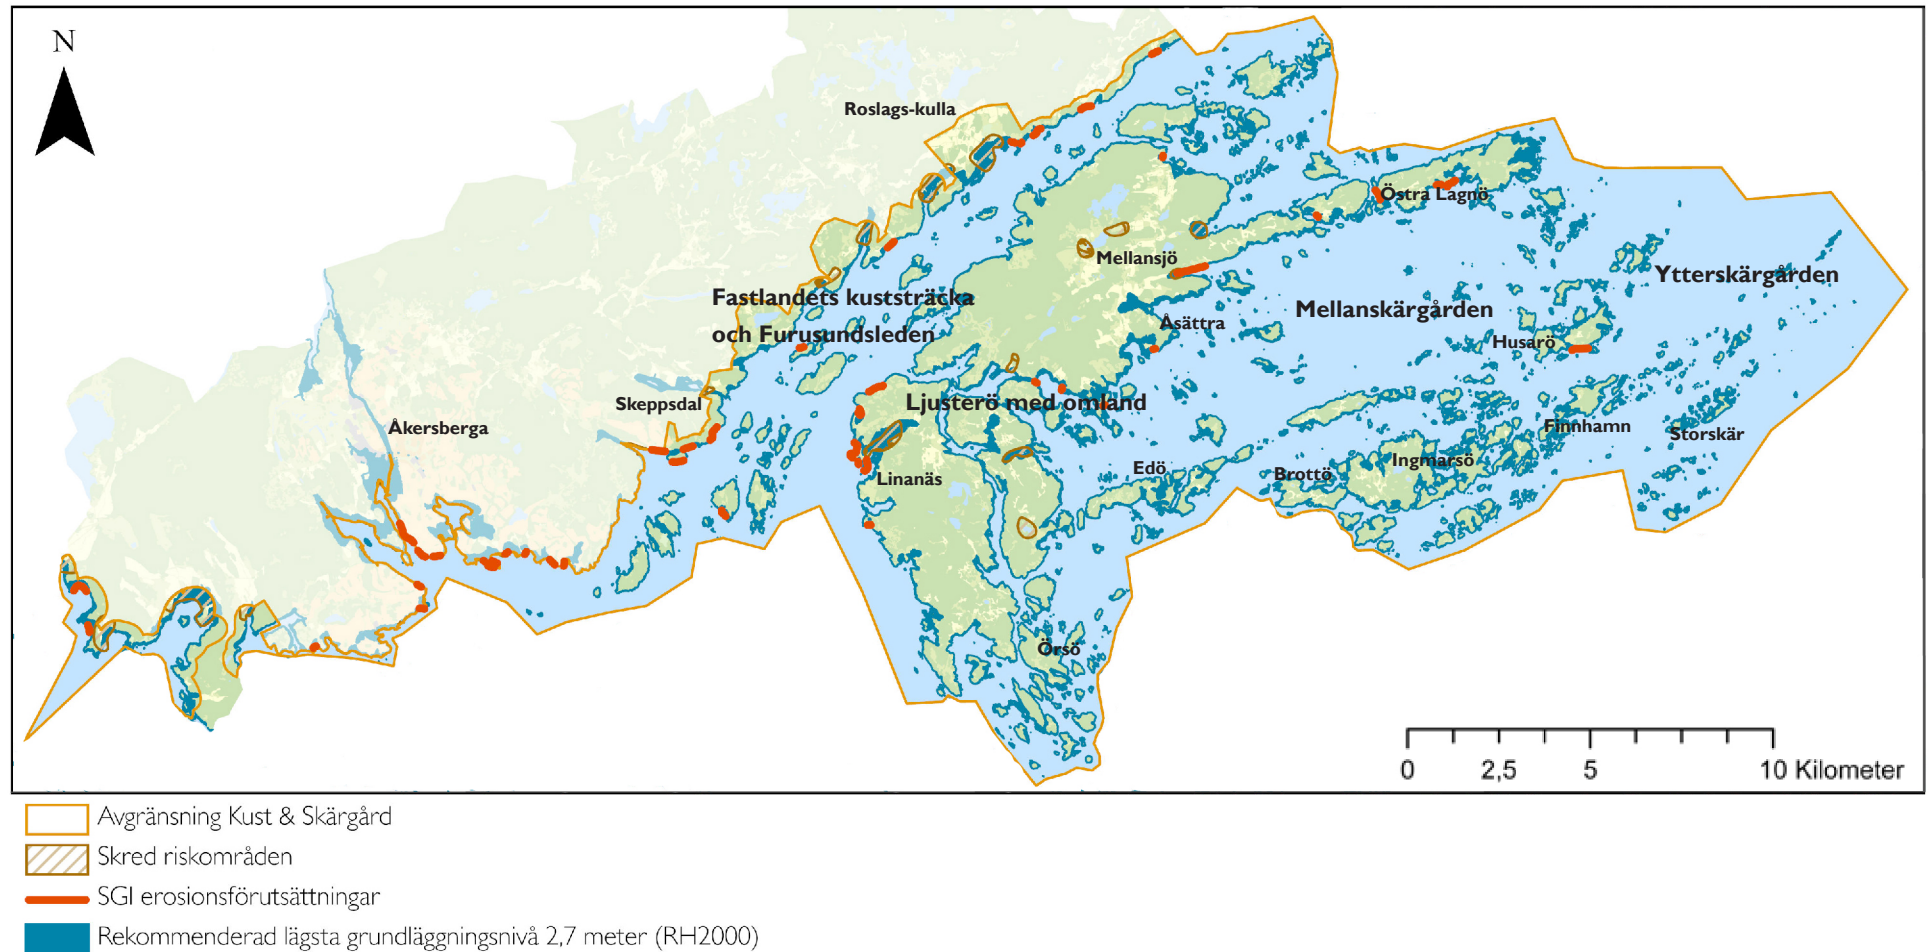 N
Roslags-kulla
Östra Lagnö
Mellansjö
Ytterskärgården
Fastlandets kuststräcka
och Furusundsleden
Mellanskärgården
Åsättra
Husarö
Skeppsdal
Ljusterö med omland
Åkersberga
Finnhamn
Storskär
Ingmarsö
Edö
Brottö
Linanäs
Örsö
0 2,5 5 10 Kilometer
Avgränsning Kust & Skärgård
Skred riskområden
SGI erosionsförutsättningar
Rekommenderad lägsta grundläggningsnivå 2,7 meter (RH2000)